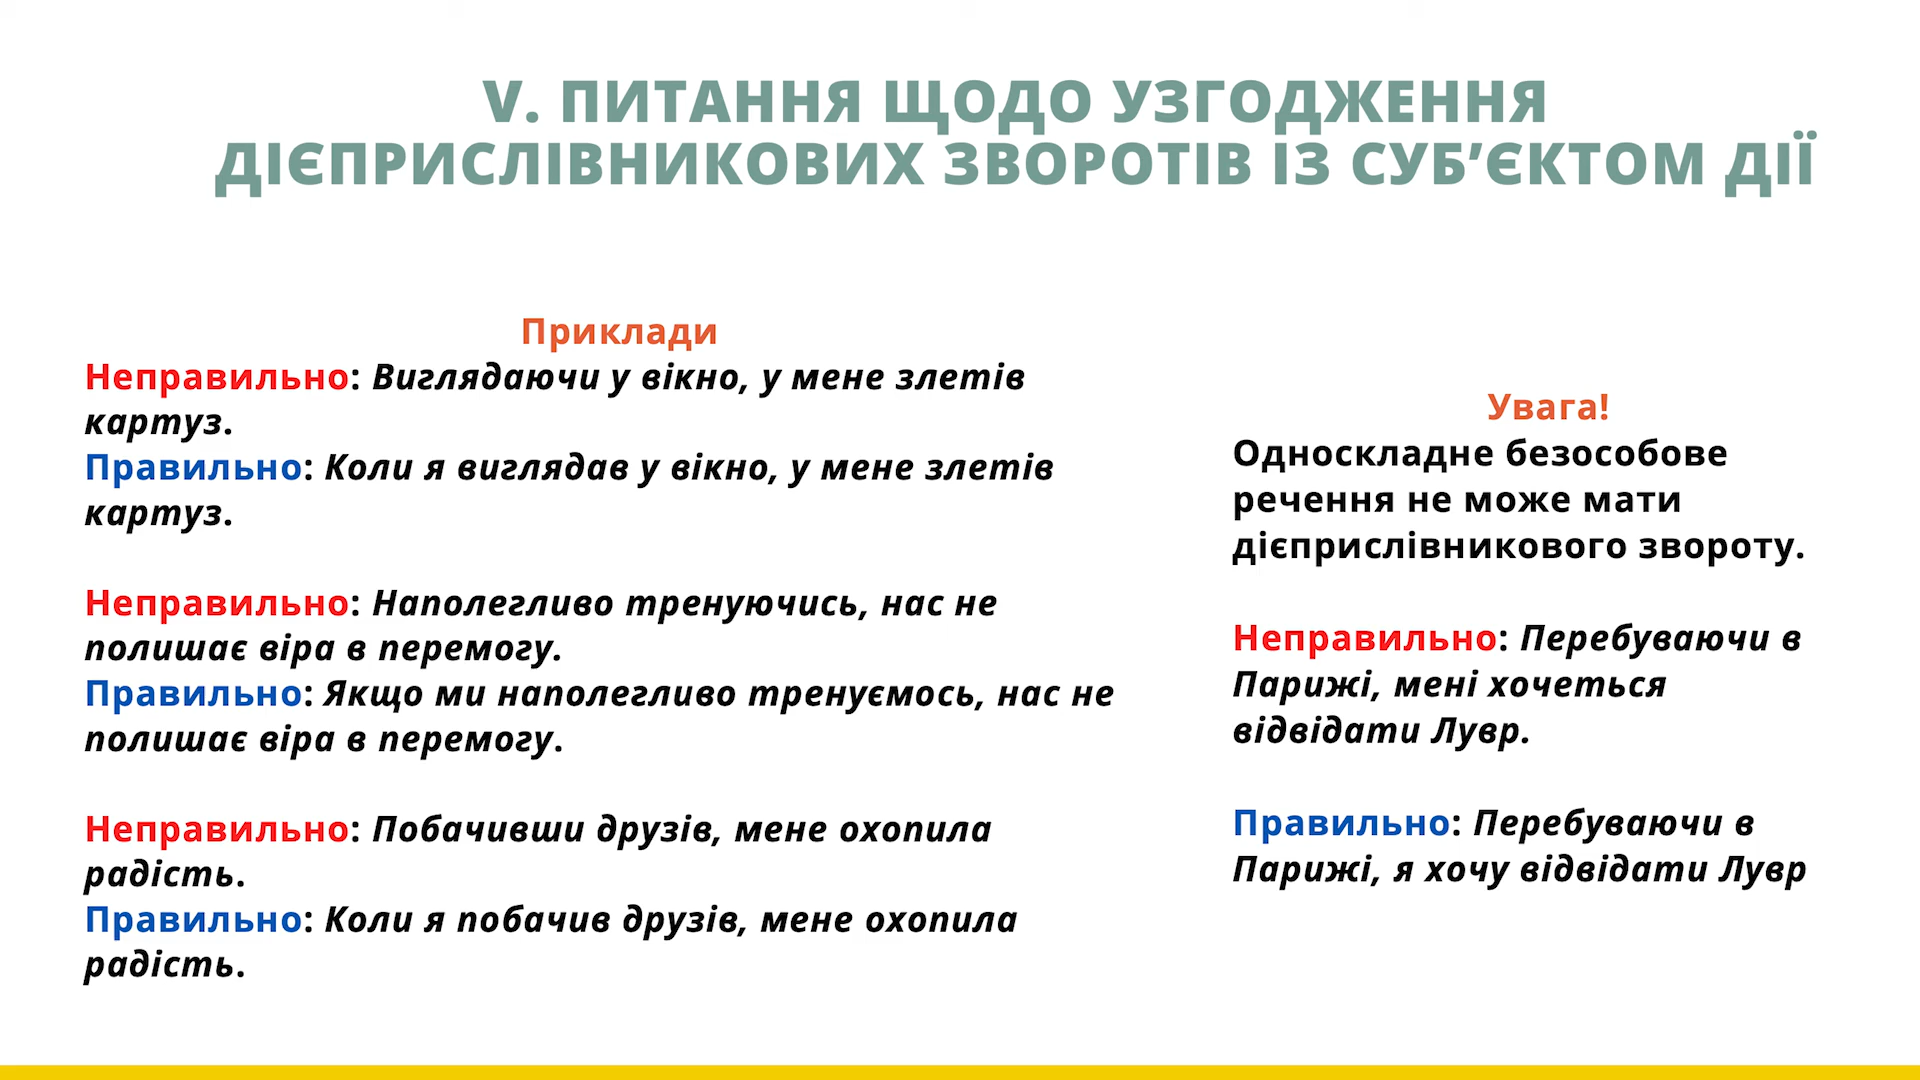 V. ПИТАННЯ ЩОДО УЗГОДЖЕННЯ
ДІЄПРИСЛІВНИКОВИХ ЗВОРОТІВ ІЗ СУБ’ЄКТОМ ДІЇ
Приклади
Неправильно: Виглядаючи у вікно, у мене злетів
картуз.
Правильно: Коли я виглядав у вікно, у мене злетів
картуз.
Неправильно: Наполегливо тренуючись, нас не
полишає віра в перемогу.
Правильно: Якщо ми наполегливо тренуємось, нас не
полишає віра в перемогу.
Неправильно: Побачивши друзів, мене охопила
радість.
Правильно: Коли я побачив друзів, мене охопила
радість.
Увага!
Односкладне безособове
речення не може мати
дієприслівникового звороту.
Неправильно: Перебуваючи в
Парижі, мені хочеться
відвідати Лувр.
Правильно: Перебуваючи в
Парижі, я хочу відвідати Лувр